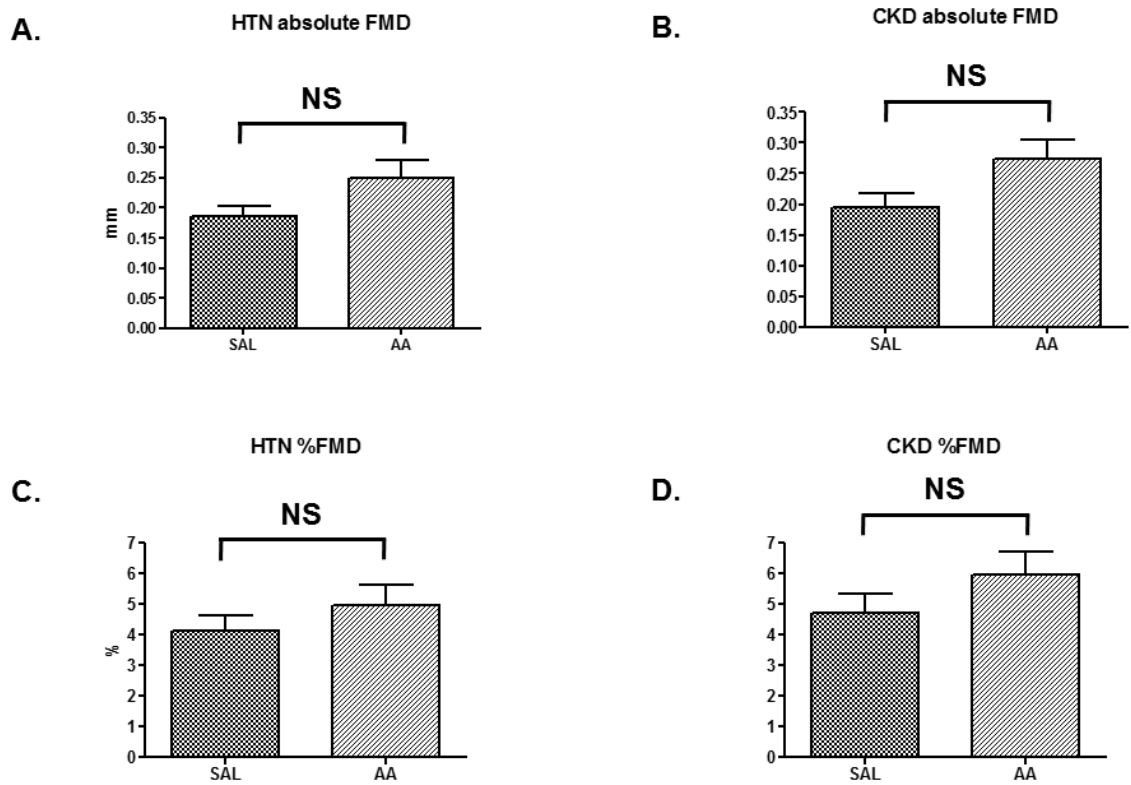 A.
HTN absolute FMD
NS
0.35
0.30
0.25
0.20
0.15
0.10
0.05
0.00
mm
SAL AA
B.
CKD absolute FMD
NS
0.35
0.30
0.25
0.20
0.15
0.10
0.05
0.00
SAL AA
C.
HTN %FMD
NS
7
6
5
4
3
2
1
0
%
SAL AA
D.
CKD %FMD
NS
7
6
5
4
3
2
1
0
SAL AA